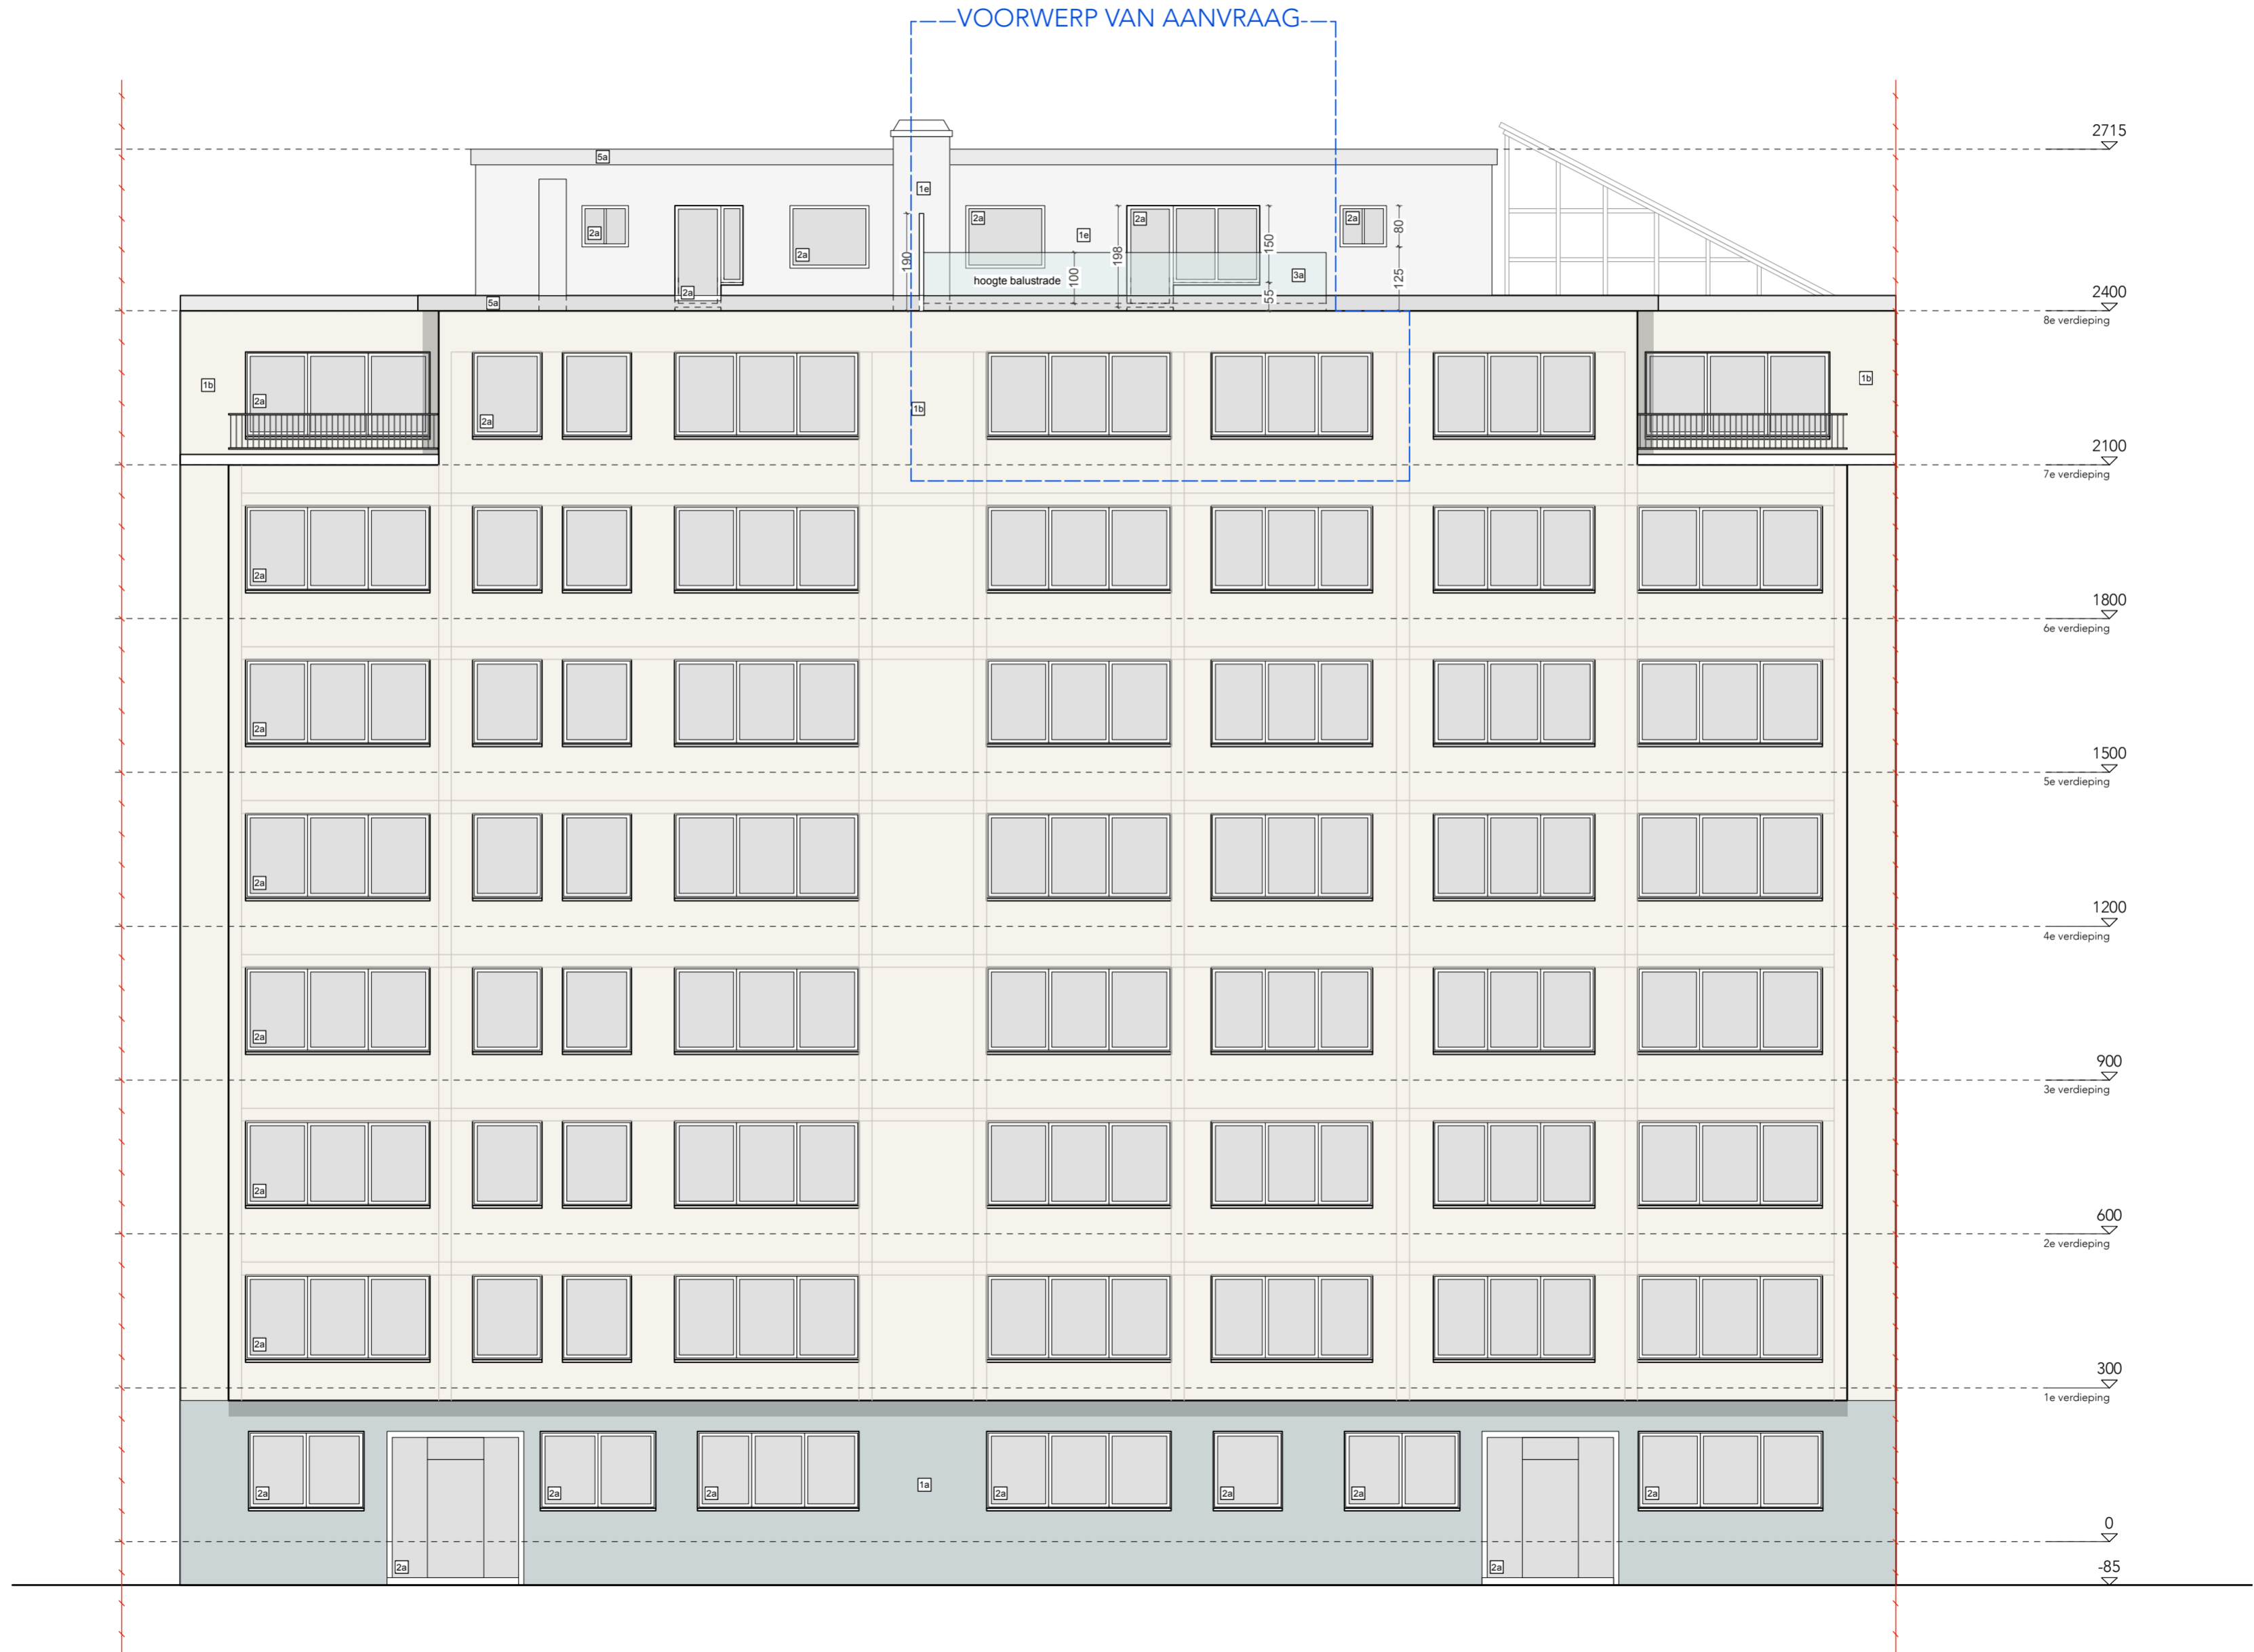 VOORWERP VAN AANVRAAG
2715
5a
1e
2a
2a
2a
2a
2a
1e
2a
80
150
198
190
hoogte balustrade
100
3a
125
55
2a
5a
2400
8e verdieping
1b
2a
2a
1b
1b
2100
7e verdieping
2a
1800
6e verdieping
2a
1500
5e verdieping
2a
1200
4e verdieping
2a
900
3e verdieping
2a
600
2e verdieping
2a
300
1e verdieping
1a
2a
2a
2a
2a
2a
2a
2a
0
2a
2a
-85